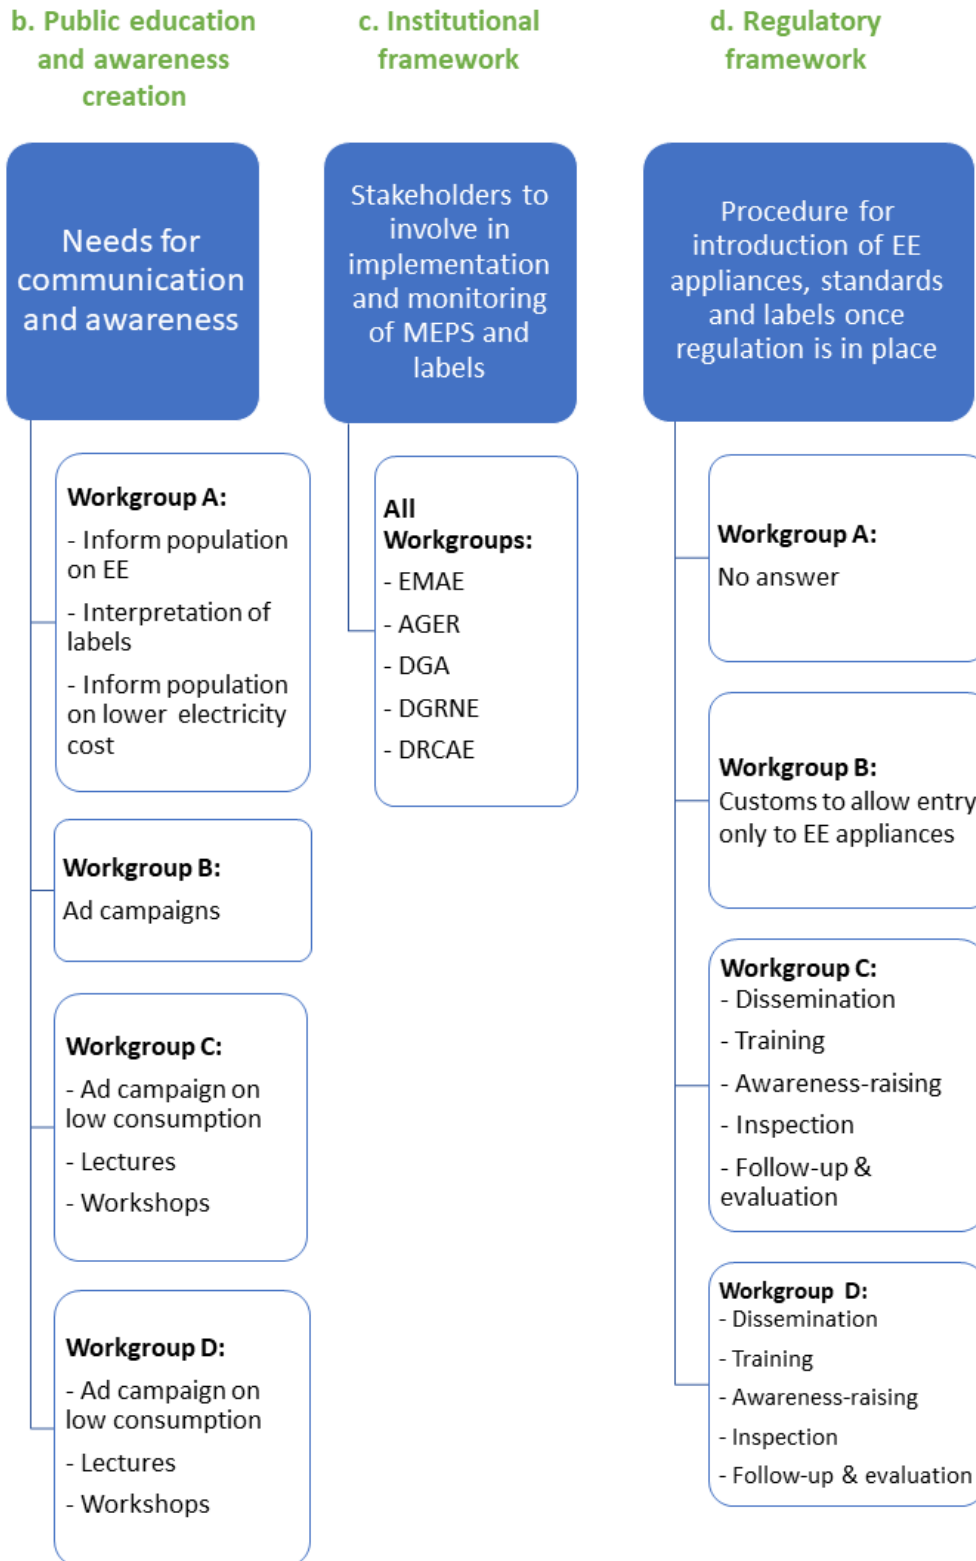 b. Public education
and awareness
creation
Needs for
communication
and awareness
Workgroup A:
- Inform population
on EE
- Interpretation of
labels
- Inform population
on lower electricity
cost
Workgroup B:
Ad campaigns
Workgroup C:
- Ad campaign on
low consumption
- Lectures
- Workshops
Workgroup D:
- Ad campaign on
low consumption
- Lectures
- Workshops
c. Institutional
framework
Stakeholders to
involve in
implementation
and monitoring
of MEPS and
labels
All
Workgroups:
- EMAE
- AGER
- DGA
- DGRNE
- DRCAE
d. Regulatory
framework
Procedure for
introduction of EE
appliances, standards
and labels once
regulation is in place
Workgroup A:
No answer
Workgroup B:
Customs to allow entry
only to EE appliances
Workgroup C:
- Dissemination
- Training
- Awareness-raising
- Inspection
- Follow-up &
evaluation
Workgroup D:
- Dissemination
- Training
- Awareness-raising
- Inspection
- Follow-up & evaluation